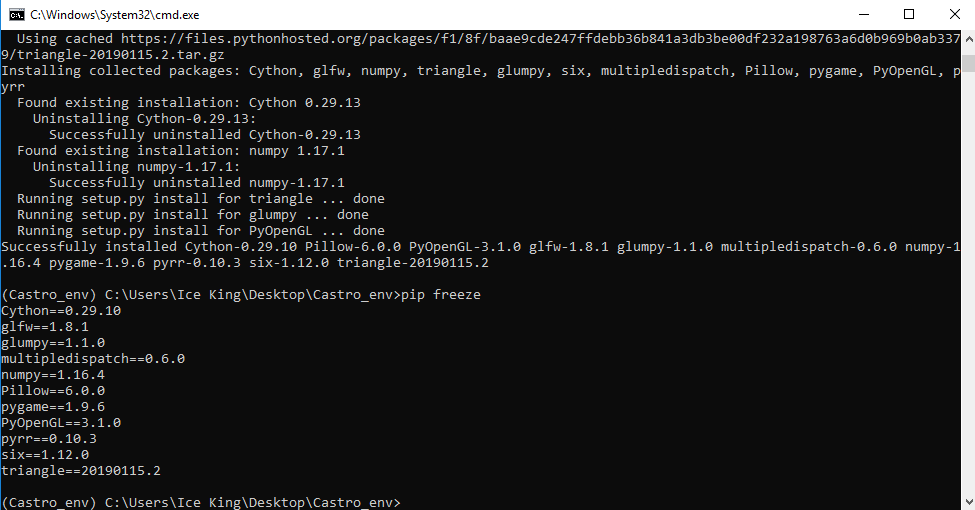 C:\Windows\System32\cmd.exe
  Using cached https://files.pythonhosted.org/packages/f1/8f/baae9cde247ffdebb36b841a3db3be00df232a198763a6d0b969b0ab337
9/triangle-20190115.2.tar.gz
Installing collected packages: Cython, glfw, numpy, triangle, glumpy, six, multipledispatch, Pillow, pygame, PyOpenGL, p
yrr
  Found existing installation: Cython 0.29.13
    Uninstalling Cython-0.29.13:
      Successfully uninstalled Cython-0.29.13
  Found existing installation: numpy 1.17.1
    Uninstalling numpy-1.17.1:
      Successfully uninstalled numpy-1.17.1
  Running setup.py install for triangle ... done
  Running setup.py install for glumpy ... done
  Running setup.py install for PyOpenGL ... done
Successfully installed Cython-0.29.10 Pillow-6.0.0 PyOpenGL-3.1.0 glfw-1.8.1 glumpy-1.1.0 multipledispatch-0.6.0 numpy-1
.16.4 pygame-1.9.6 pyrr-0.10.3 six-1.12.0 triangle-20190115.2
(Castro_env) C:\Users\Ice King\Desktop\Castro_env>pip freeze
Cython==0.29.10
glfw==1.8.1
glumpy==1.1.0
multipledispatch==0.6.0
numpy==1.16.4
Pillow==6.0.0
pygame==1.9.6
PyOpenGL==3.1.0
pyrr==0.10.3
six==1.12.0
triangle==20190115.2
(Castro_env) C:\Users\Ice King\Desktop\Castro_env>